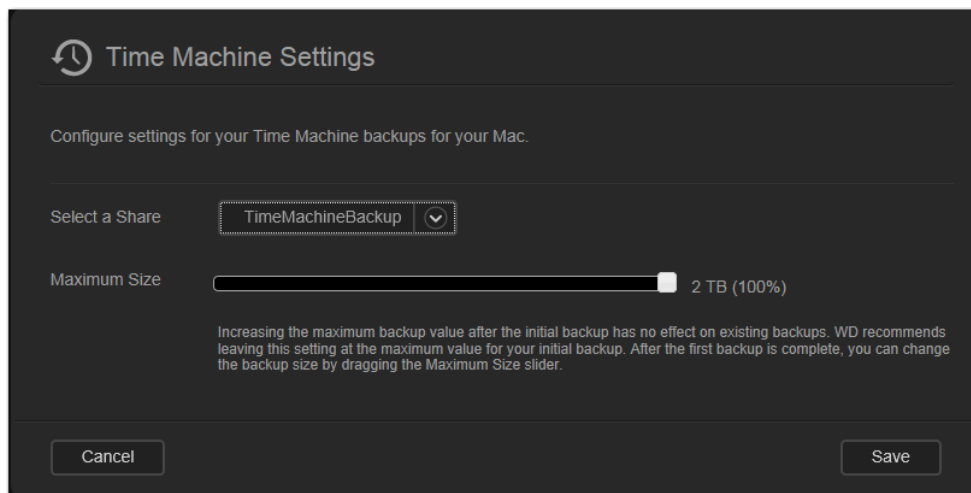 Time Machine Settings
Configure settings for your Time Machine backups for your Mac.
Select a Share
TimeMachineBackup
Maximum Size
2 TB (100%)
Increasing the maximum backup value after the initial backup has no effect on existing backups. WD recommends
leaving this setting at the maximum value for your initial backup. After the first backup is complete, you can change
the backup size by dragging the Maximum Size slider.
Cancel
Save